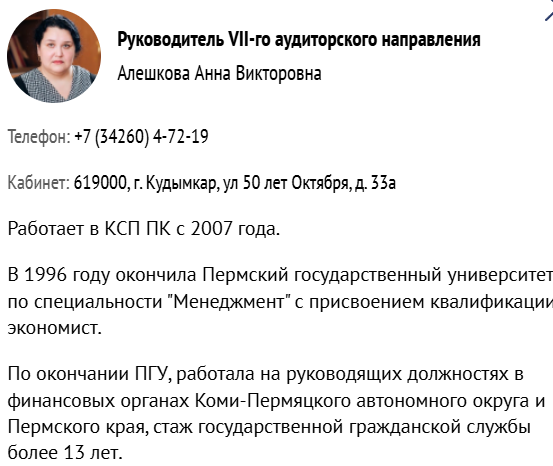 Руководитель VII-го аудиторского направления
Алешкова Анна Викторовна
Телефон: +7 (34260) 4-72-19
Кабинет: 619000, г. Кудымкар, ул 50 лет Октября, д. 33а
Работает в КСП ПК с 2007 года.
В 1996 году окончила Пермский государственный университет
по специальности "Менеджмент" с присвоением квалификации
экономист.
По окончании ПГУ, работала на руководящих должностях в
финансовых органах Коми-Пермяцкого автономного округа и
Пермского края, стаж государственной гражданской службы
более 13 лет.